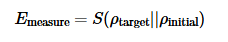 E_measure = S(ρ_target||ρ_initial)